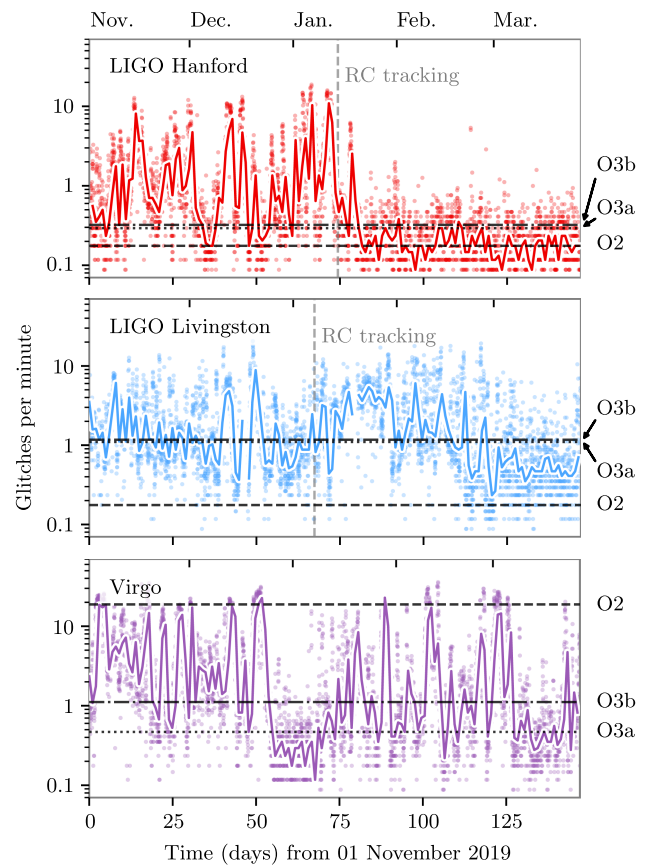 Nov. Dec. Jan. Feb. Mar.
LIGO Hanford
RC tracking
10
1
0.1
O3b
O3a
O2
LIGO Livingston
RC tracking
10
1
0.1
O3b
O3a
O2
Glitches per minute
Virgo
10
1
0.1
O2
O3b
O3a
0 25 50 75 100 125
Time (days) from 01 November 2019